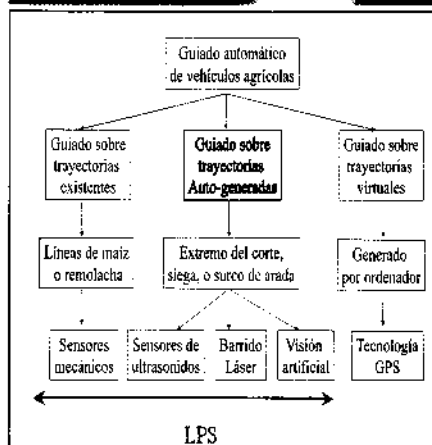 Guiado automático
de vehículos agrícolas
Guiado sobre
trayectorias
existentes
Guiado sobre
trayectorias
Auto-generadas
Guiado sobre
trayectorias
virtuales
Líneas de maiz
o remolacha
Extremo del corte,
siega, o surco de arada
Generado
por ordenador
Sensores
mecánicos
Sensores de
ultrasonidos
Barrido
Láser
Visión
artificial
Tecnología
GPS
LPS